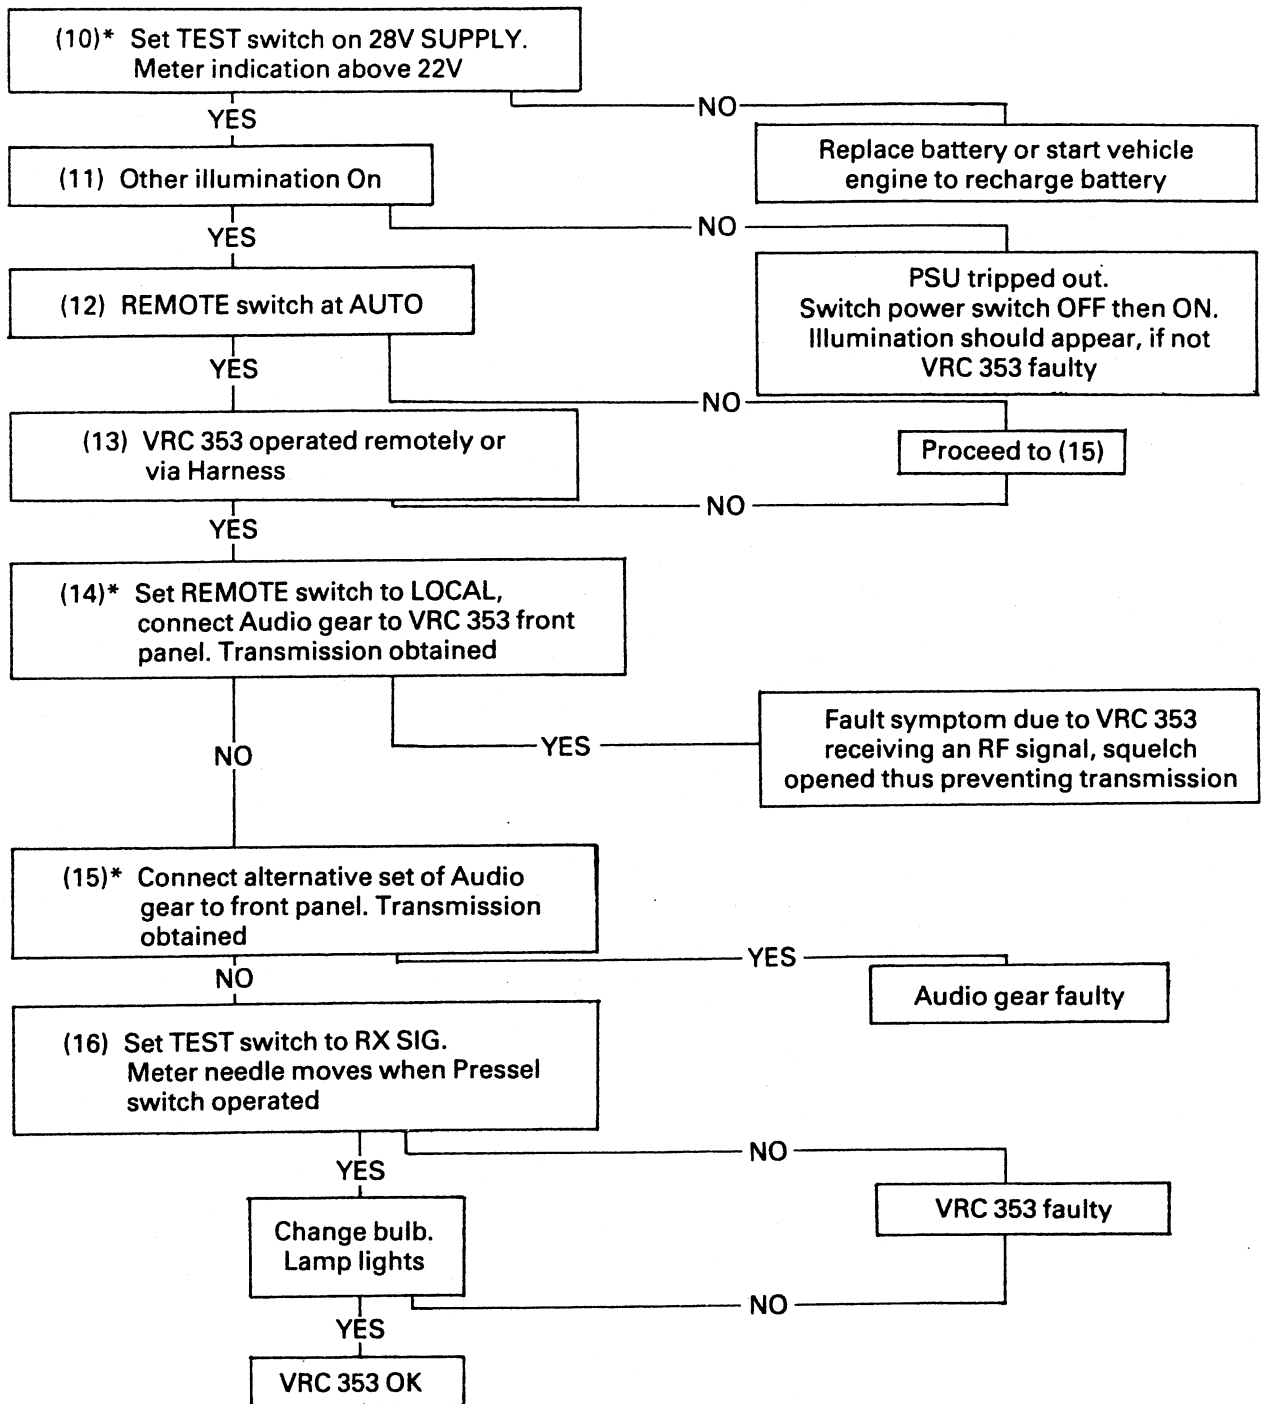 (10)* Set TEST switch on 28V SUPPLY.
Meter indication above 22V
NO
YES
Replace battery or start vehicle
engine to recharge battery
(11) Other illumination On
NO
YES
PSU tripped out.
Switch power switch OFF then ON.
Illumination should appear, if not
VRC 353 faulty
(12) REMOTE switch at AUTO
YES
NO
(13) VRC 353 operated remotely or
via Harness
Proceed to (15)
NO
YES
(14)* Set REMOTE switch to LOCAL,
connect Audio gear to VRC 353 front
panel. Transmission obtained
Fault symptom due to VRC 353
receiving an RF signal, squelch
opened thus preventing transmission
YES
NO
(15)* Connect alternative set of Audio
gear to front panel. Transmission
obtained
YES
NO
Audio gear faulty
(16) Set TEST switch to RX SIG.
Meter needle moves when Pressel
switch operated
NO
YES
VRC 353 faulty
Change bulb.
Lamp lights
NO
YES
VRC 353 OK